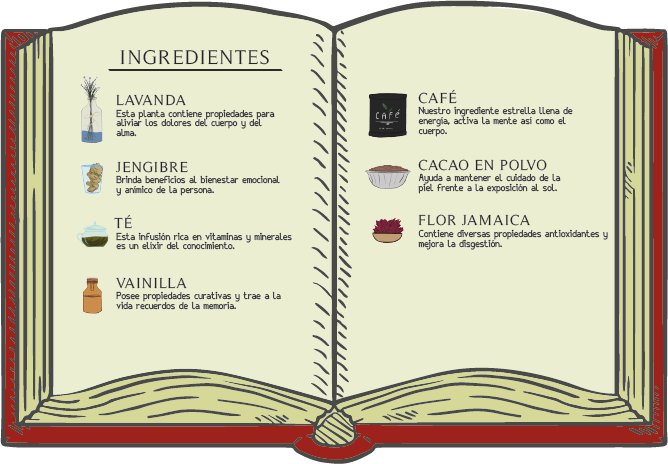 INGREDIENTES
LAVANDA
Esta planta contiene propiedades para
aliviar los dolores del cuerpo y del
alma.
JENGIBRE
Brinda beneficios al bienestar emocional
y anímico de la persona.
TÉ
Esta infusión rica en vitaminas y minerales
es un elixir del conocimiento.
VAINILLA
Posee propiedades curativas y trae a la
vida recuerdos de la memoria.
CAFÉ
CAFÉ
Nuestro ingrediente estrella llena de
energía, activa la mente así como el
cuerpo.
CACAO EN POLVO
Ayuda a mantener el cuidado de la
piel frente a la exposición al sol.
FLOR JAMAICA
Contiene diversas propiedades antioxidantes y
mejora la disgestión.